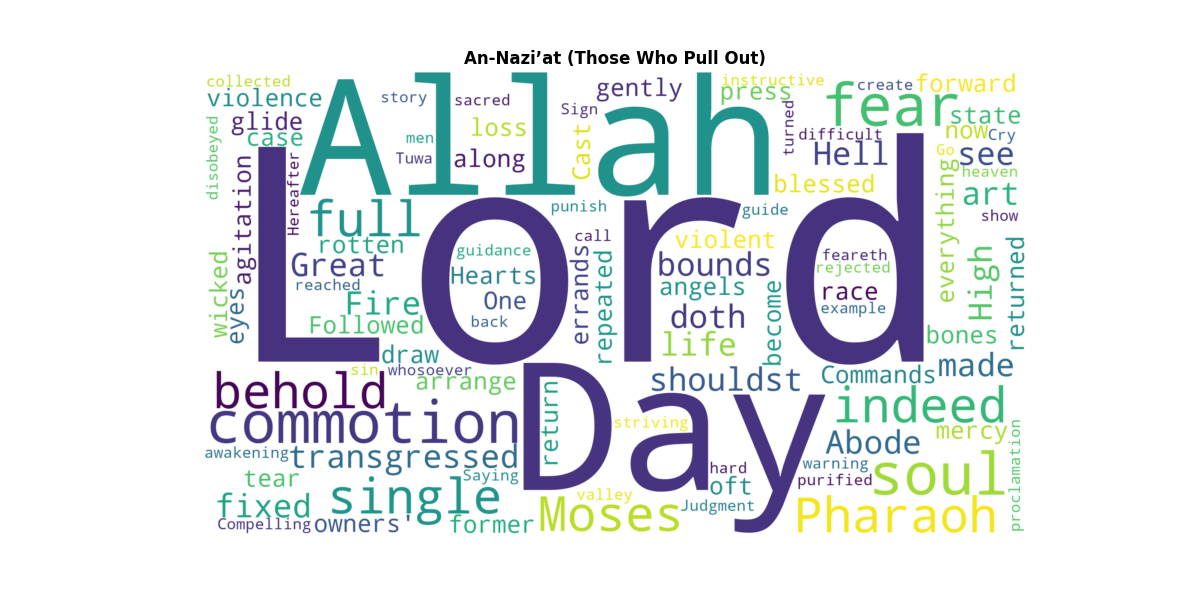 An-Nazi’at (Those Who Pull Out)
collected
instructive
create
forward
violence
story
sacred
gently
press
Allah
fear
state
glide
Sign
turned
case
men
loss
Cast
difficult
now
Cry
disobeyed
Hereafter
Tuwa
along
Hell
Go
see
agitation
blessed
heaven
art
full
punish
guide
show
Lord
rotten
guidance
call
violent
feareth
everything
High
returned
Great
Hearts
errands
repeated
bounds
rejected
reached
One
angels
race
wicked
eyes
Fire
back
doth
become
example
Followed
life
bones
draw
sin
whosoever
arrange
behold
return
shouldst
Commands
made
commotion
Day
striving
indeed
mercy
proclamation
awakening
transgressed
Abode
tear
Saying
hard
warning
soul
fixed
single
valley
oft
purified
Judgment
Compelling
owners'
former
Moses
Pharaoh